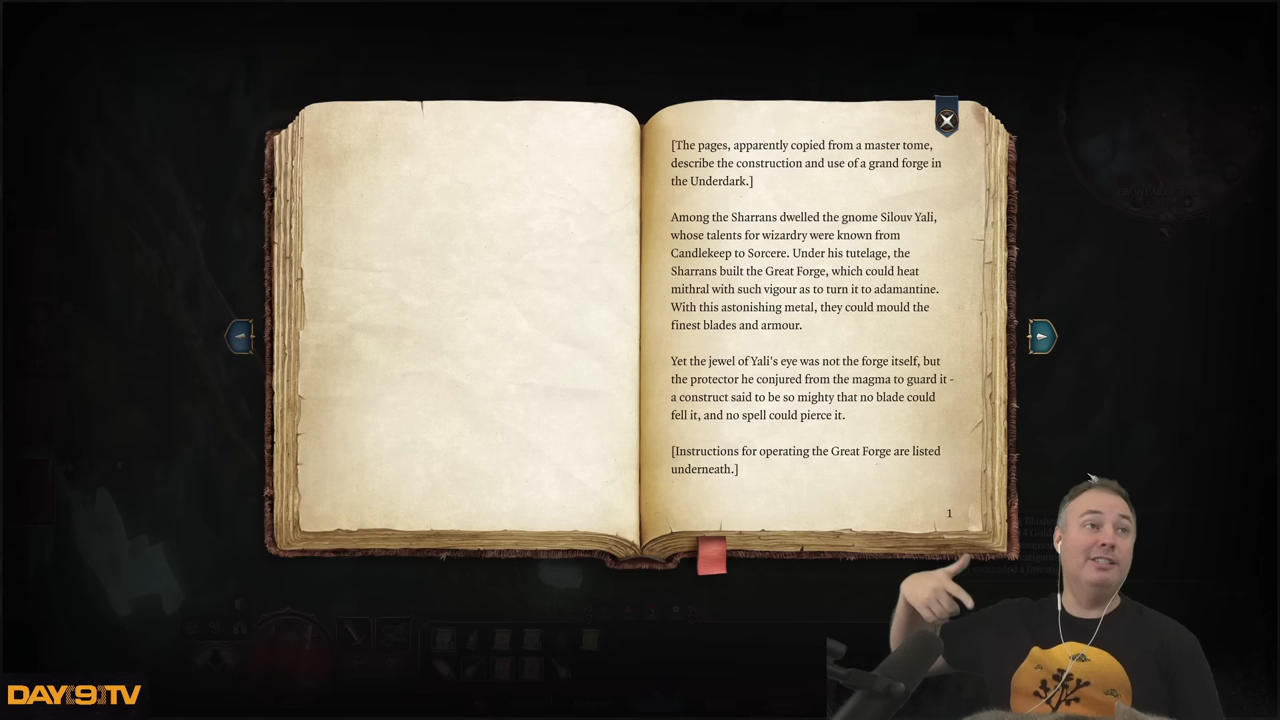 [The pages, apparently copied from a master tome,
describe the construction and use of a grand forge in
the Underdark.]
Among the Sharrans dwelled the gnome Silouv Yali,
whose talents for wizardry were known from
Candlekeep to Sorcere. Under his tutelage, the
Sharrans built the Great Forge, which could heat
mithral with such vigour as to turn it to adamantine.
With this astonishing metal, they could mould the
finest blades and armour.
Yet the jewel of Yali's eye was not the forge itself, but
the protector he conjured from the magma to guard it -
a construct said to be so mighty that no blade could
fell it, and no spell could pierce it.
[Instructions for operating the Great Forge are listed
underneath.]
1
DAY[9]TV